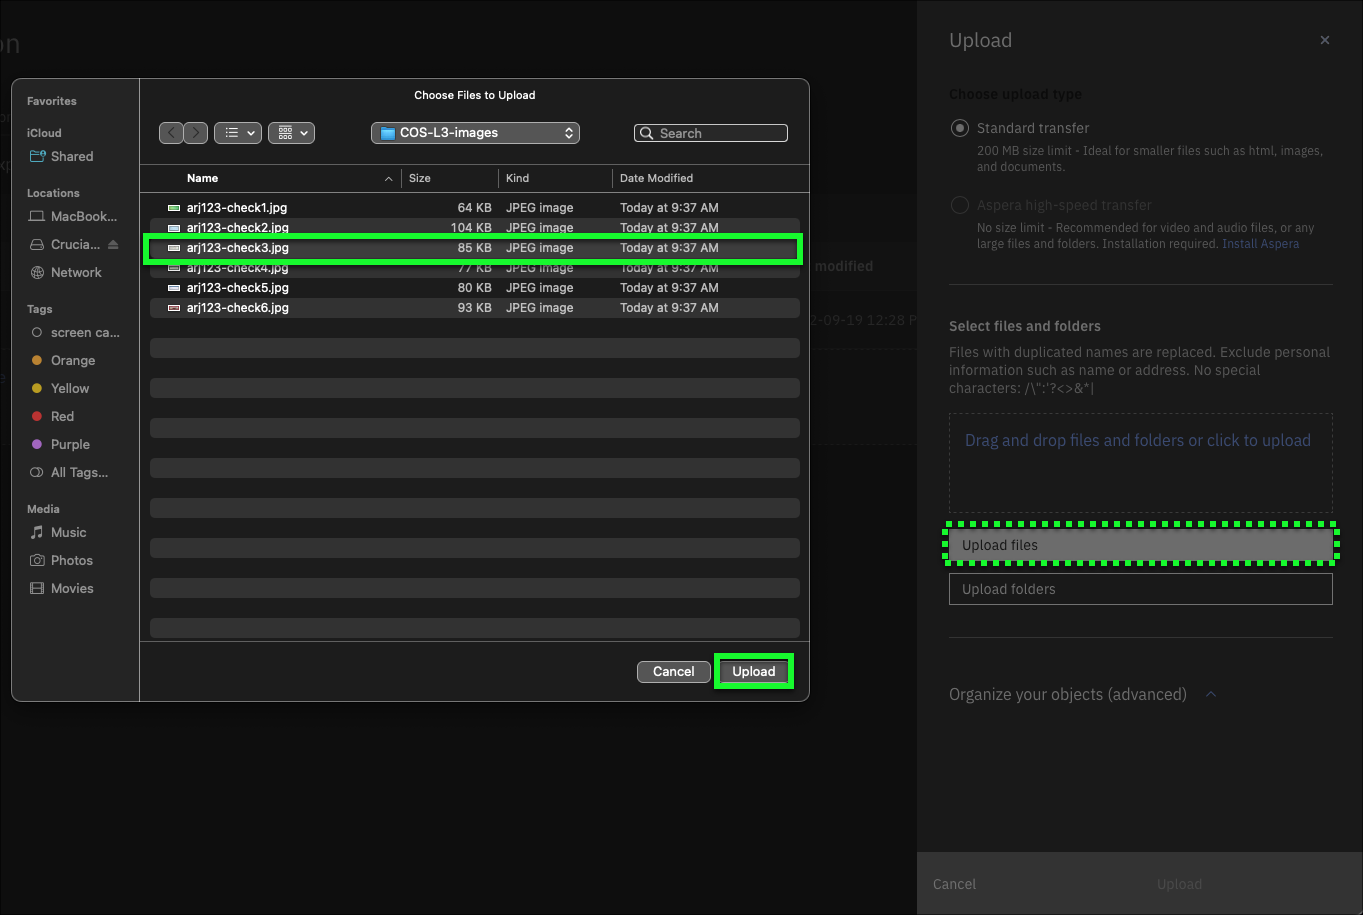 on
Choose Files to Upload
Favorites
iCloud
Shared
Locations
MacBook...
Crucia...
Network
Tags
screen ca...
Orange
Yellow
Red
Purple
All Tags...
Media
Music
Photos
Movies
COS-L3-images
Search
Name Size Kind Date Modified
arj123-check1.jpg 64 KB JPEG image Today at 9:37 AM
arj123-check2.jpg 104 KB JPEG image Today at 9:37 AM
arj123-check3.jpg 85 KB JPEG image Today at 9:37 AM
arj123-check4.jpg 77 KB JPEG image Today at 9:37 AM
arj123-check5.jpg 80 KB JPEG image Today at 9:37 AM
arj123-check6.jpg 93 KB JPEG image Today at 9:37 AM
Cancel Upload
modified
2-09-19 12:28 P
Upload
Choose upload type
Standard transfer
200 MB size limit - Ideal for smaller files such as html, images,
and documents.
Aspera high-speed transfer
No size limit - Recommended for video and audio files, or any
large files and folders. Installation required. Install Aspera
Select files and folders
Files with duplicated names are replaced. Exclude personal
information such as name or address. No special
characters: /\":'?<>&*|
Drag and drop files and folders or click to upload
Upload files
Upload folders
Organize your objects (advanced)
Cancel Upload